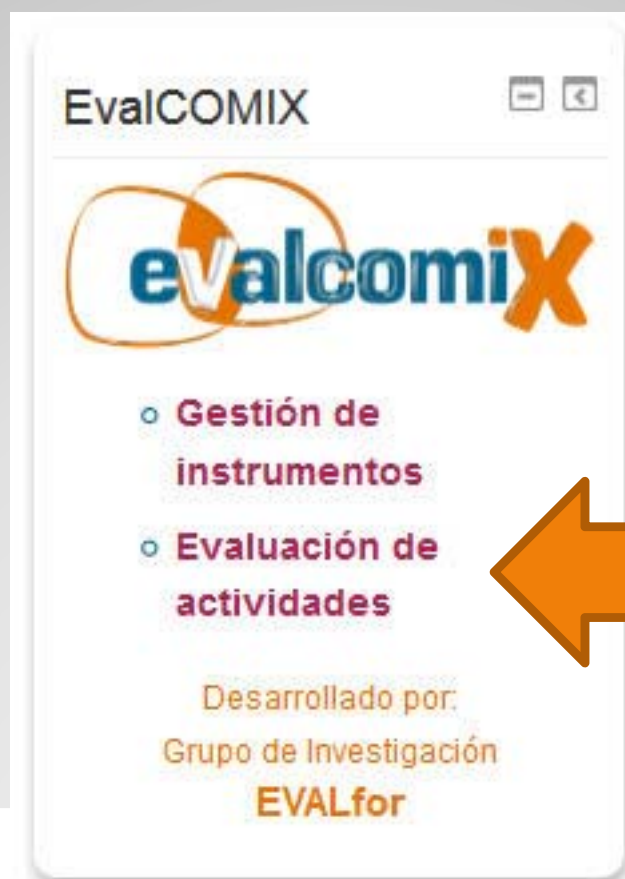 EvalCOMIX
evalcomix
Gestión de
instrumentos
Evaluación de
actividades
Desarrollado por:
Grupo de Investigación
EVALfor